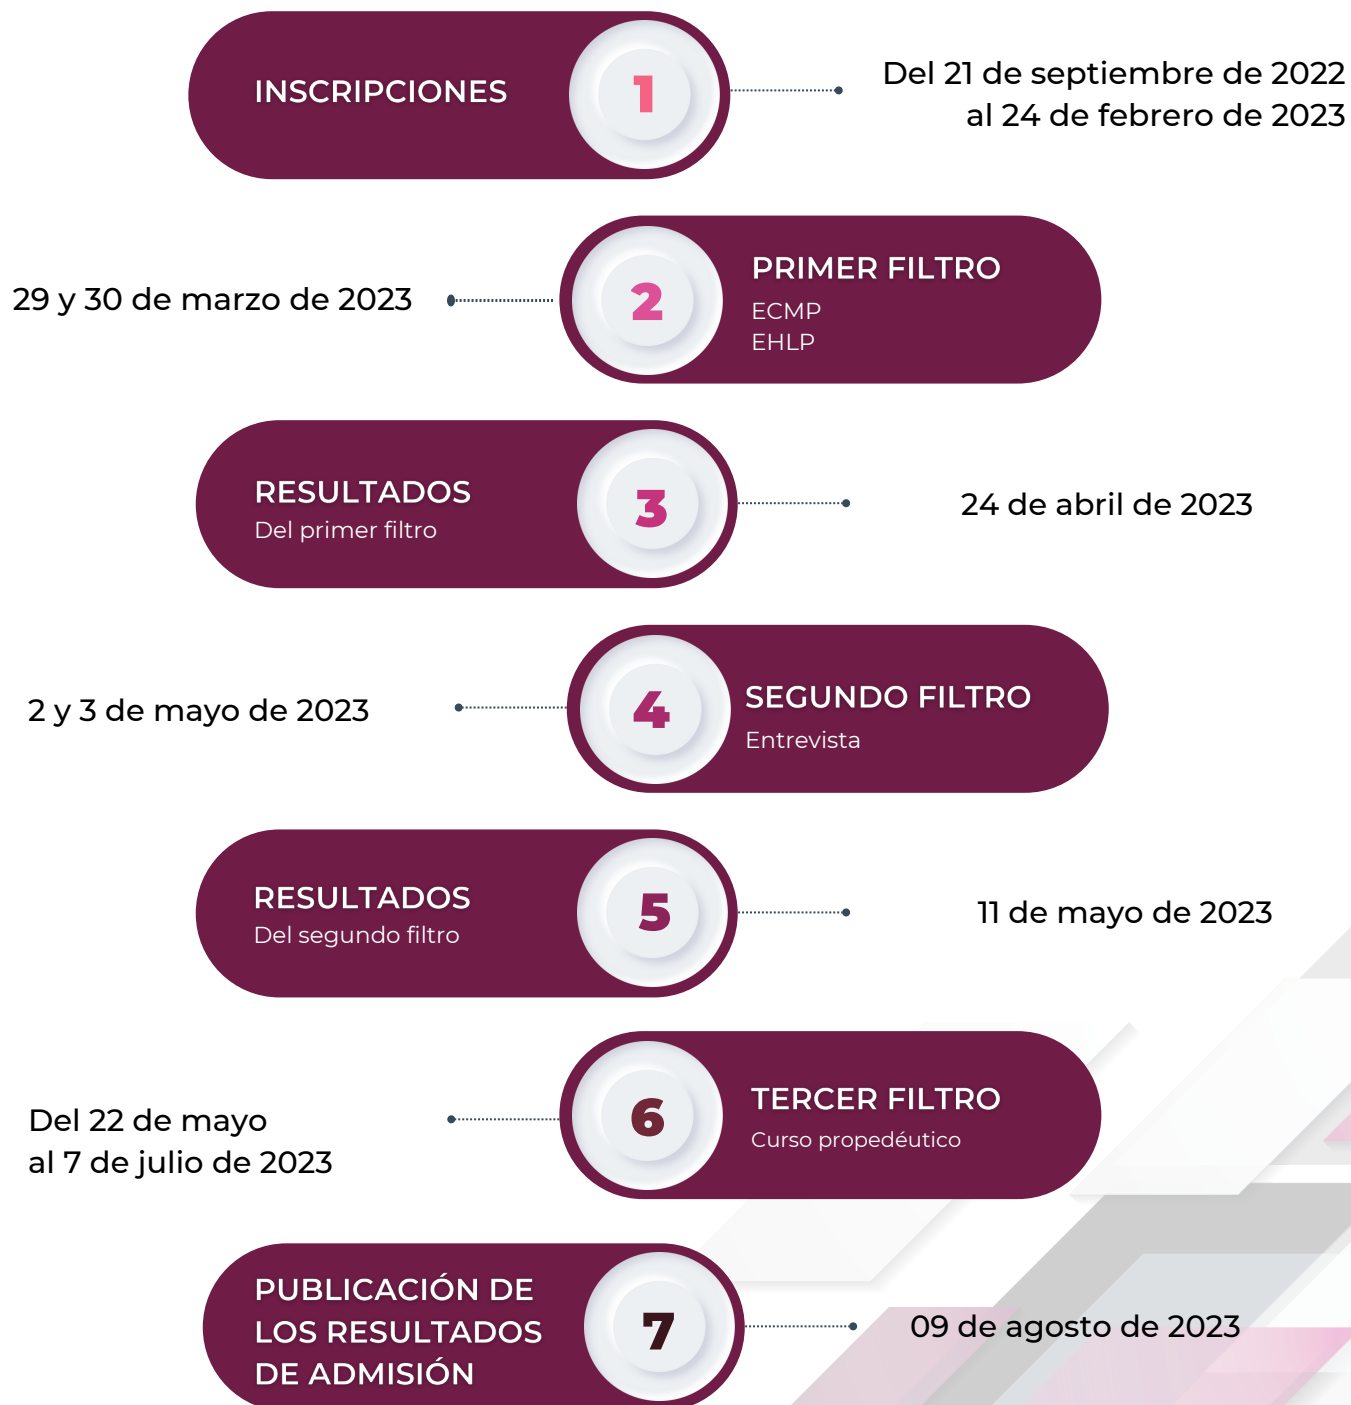 INSCRIPCIONES
1
Del 21 de septiembre de 2022
al 24 de febrero de 2023
29 y 30 de marzo de 2023
2
PRIMER FILTRO
ECMP
EHLP
RESULTADOS
Del primer filtro
3
24 de abril de 2023
2 y 3 de mayo de 2023
4
SEGUNDO FILTRO
Entrevista
RESULTADOS
Del segundo filtro
5
11 de mayo de 2023
Del 22 de mayo
al 7 de julio de 2023
6
TERCER FILTRO
Curso propedéutico
PUBLICACIÓN DE
LOS RESULTADOS
DE ADMISIÓN
7
09 de agosto de 2023